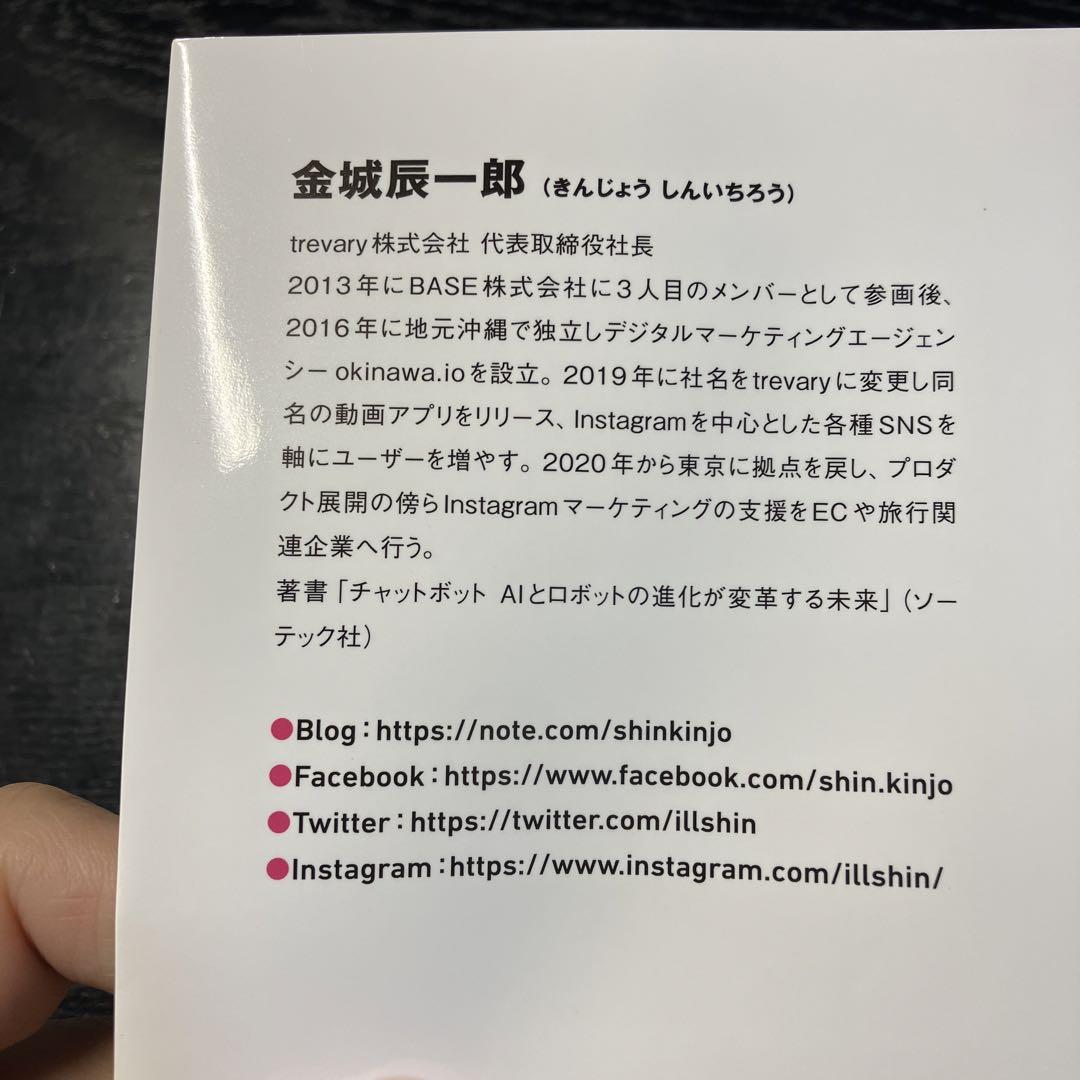 金城辰一郎（きんじょう しんいちろう）
trevary株式会社 代表取締役社長
2013年にBASE株式会社に3人目のメンバーとして参画後、
2016年に地元沖縄で独立しデジタルマーケティングエージェン
シーokinawa.ioを設立。2019年に社名をtrevaryに変更し同
名の動画アプリをリリース、Instagramを中心とした各種SNSを
軸にユーザーを増やす。2020年から東京に拠点を戻し、プロダ
クト展開の傍らInstagramマーケティングの支援をECや旅行関
連企業へ行う。
著書「チャットボット AIとロボットの進化が変革する未来」（ソー
テック社）
●Blog：https://note.com/shinkinjo
●Facebook：https://www.facebook.com/shin.kinjo
●Twitter：https://twitter.com/illshin
●Instagram：https://www.instagram.com/illshin/